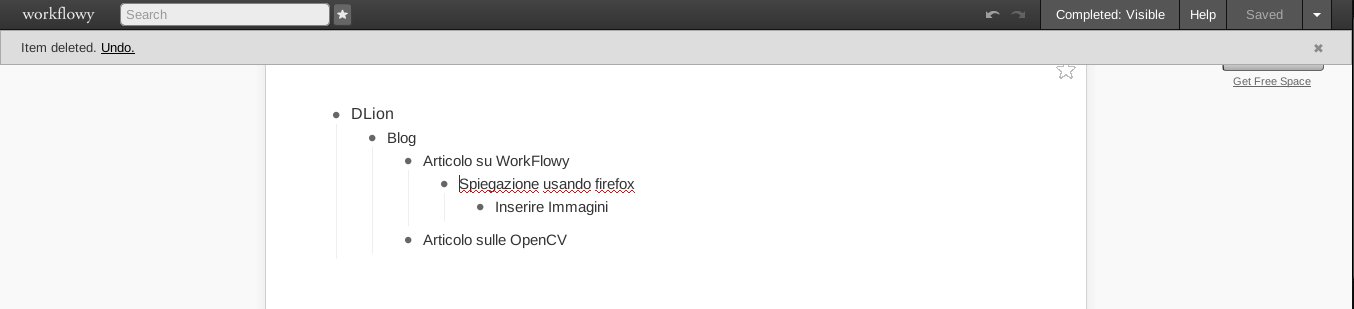 workflowy Search Completed: Visible Help Saved
Item deleted. Undo.
Get Free Space
DLion
Blog
Articolo su WorkFlowy
Spiegazione usando firefox
Inserire Immagini
Articolo sulle OpenCV